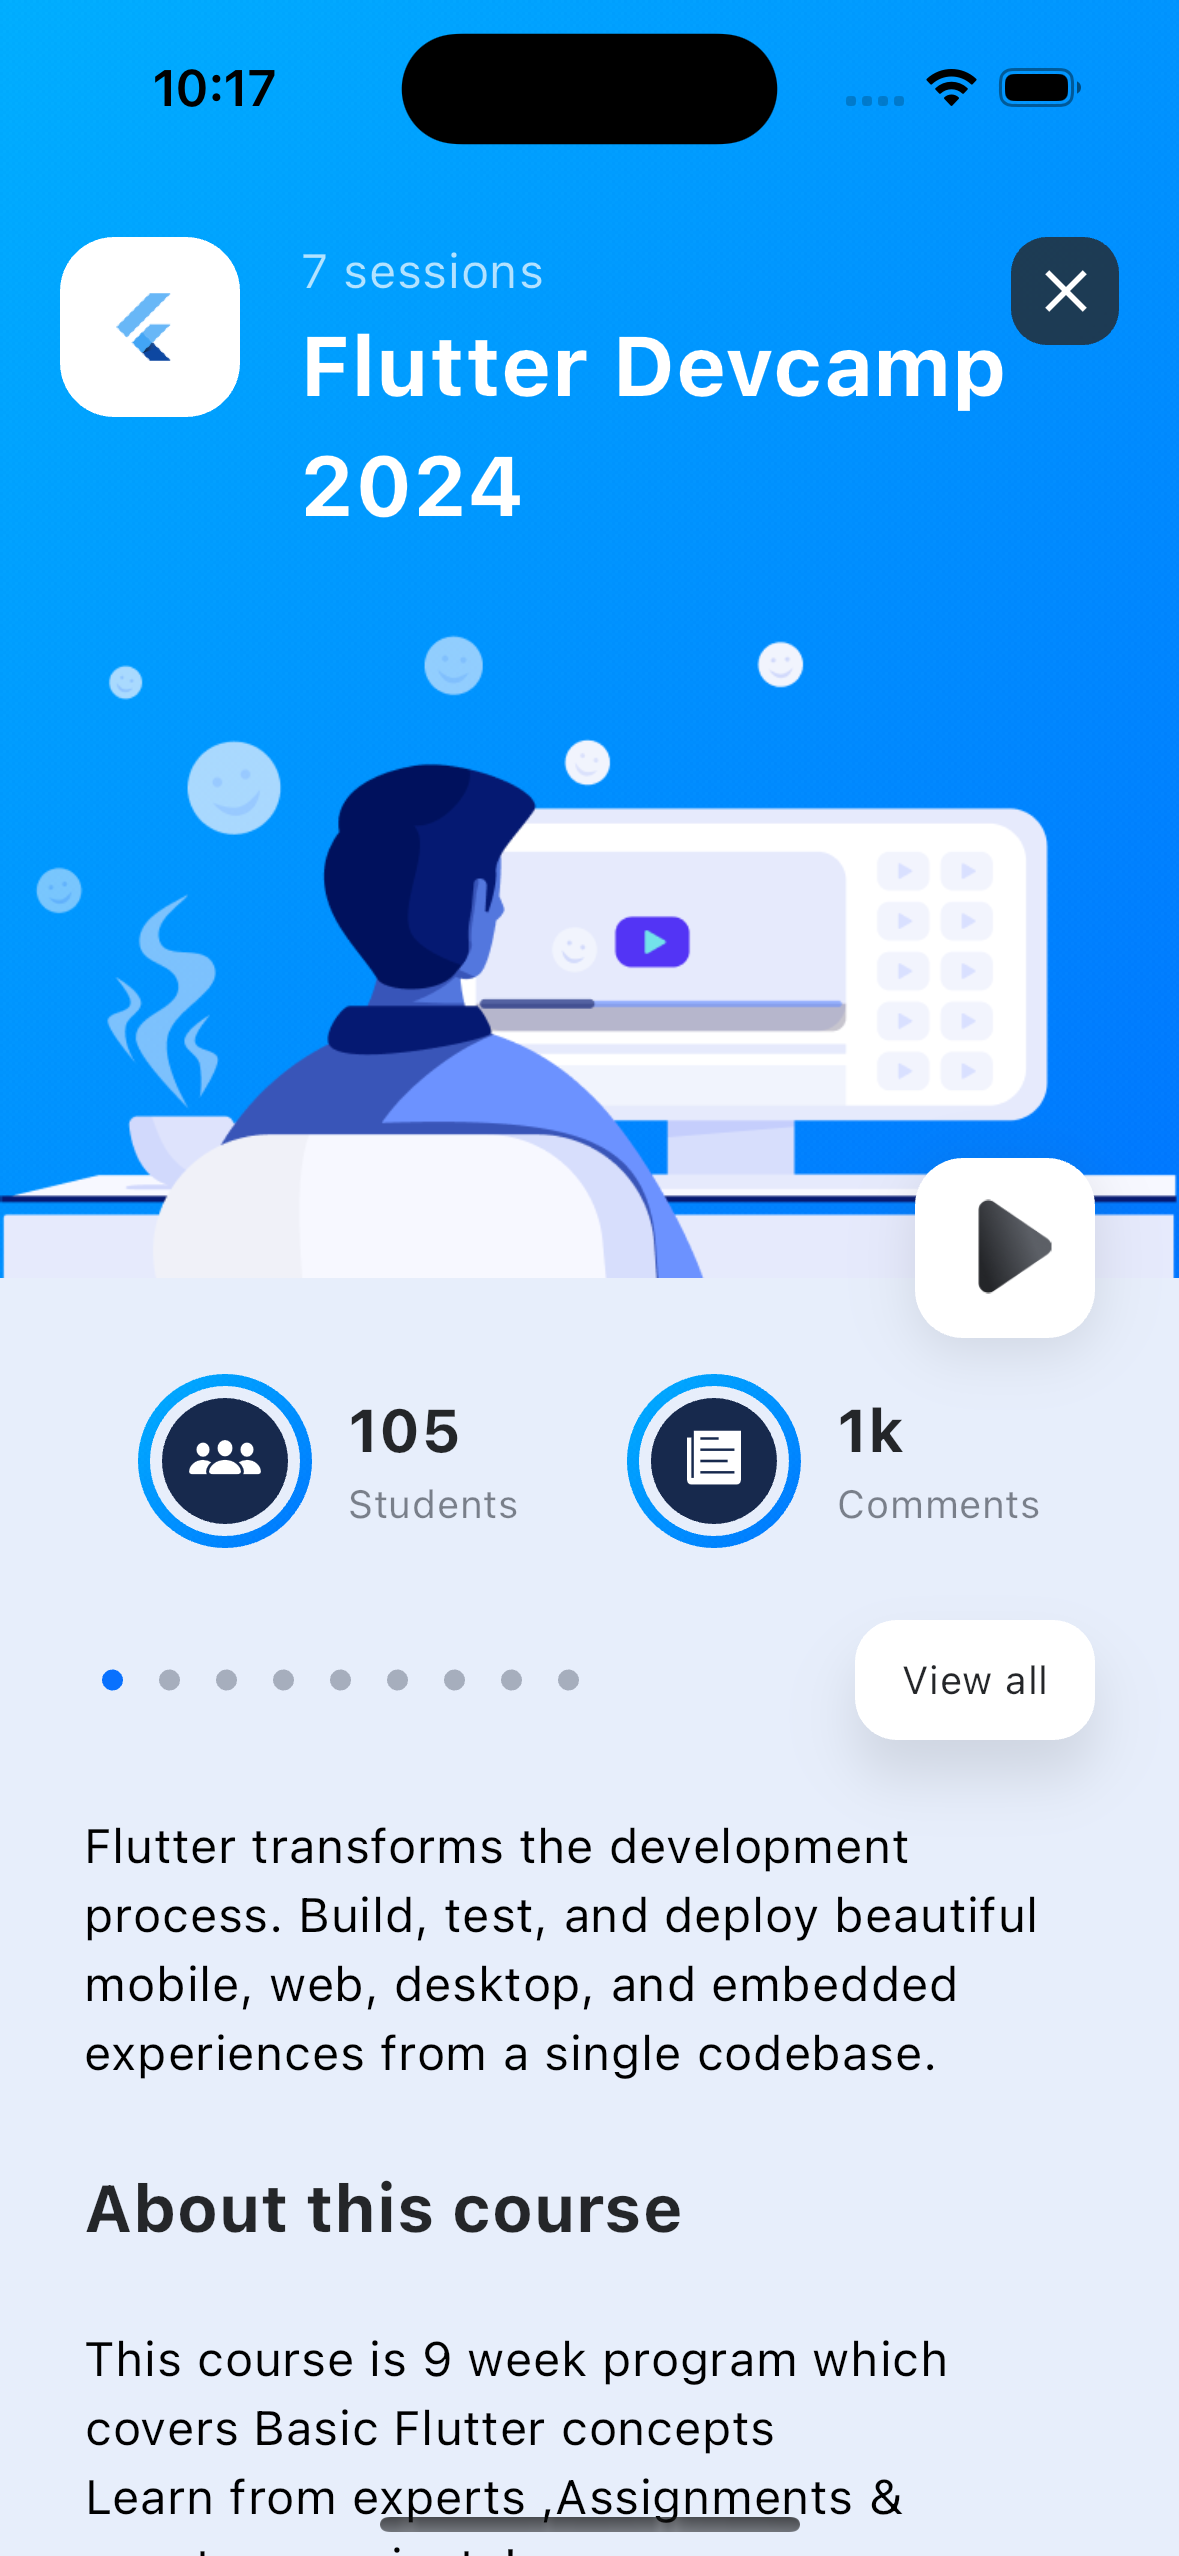 10:17
7 sessions
Flutter Devcamp
2024
105
Students
1k
Comments
View all
Flutter transforms the development
process. Build, test, and deploy beautiful
mobile, web, desktop, and embedded
experiences from a single codebase.
About this course
This course is 9 week program which
covers Basic Flutter concepts
Learn from experts ,Assignments &